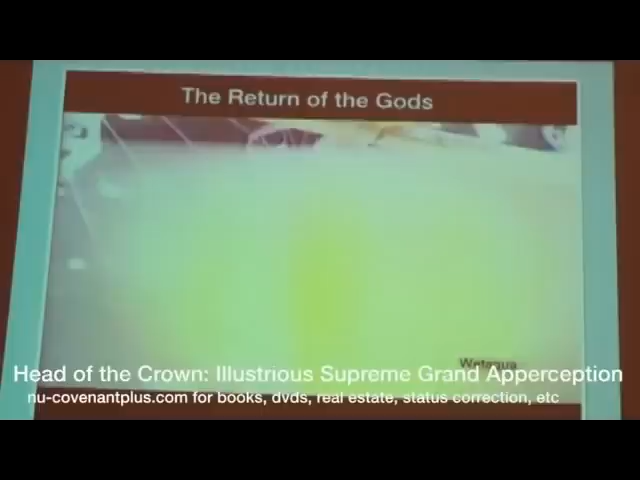 The Return of the Gods
Wetaqua
Head of the Crown: Illustrious Supreme Grand Apperception
nu-covenantplus.com for books, dvds, real estate, status correction, etc